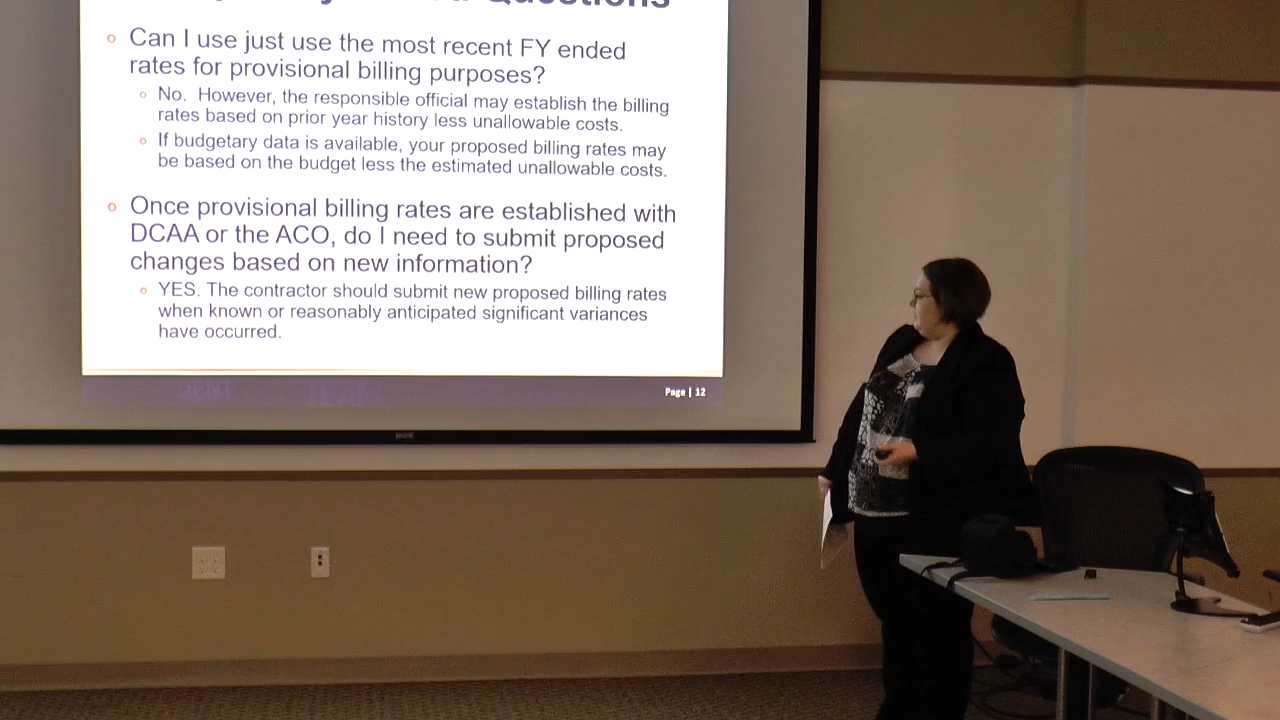 Questions
Can I use just use the most recent FY ended
rates for provisional billing purposes?
No. However, the responsible official may establish the billing
rates based on prior year history less unallowable costs.
If budgetary data is available, your proposed billing rates may
be based on the budget less the estimated unallowable costs.
Once provisional billing rates are established with
DCAA or the ACO, do I need to submit proposed
changes based on new information?
YES. The contractor should submit new proposed billing rates
when known or reasonably anticipated significant variances
have occurred.
Page | 12